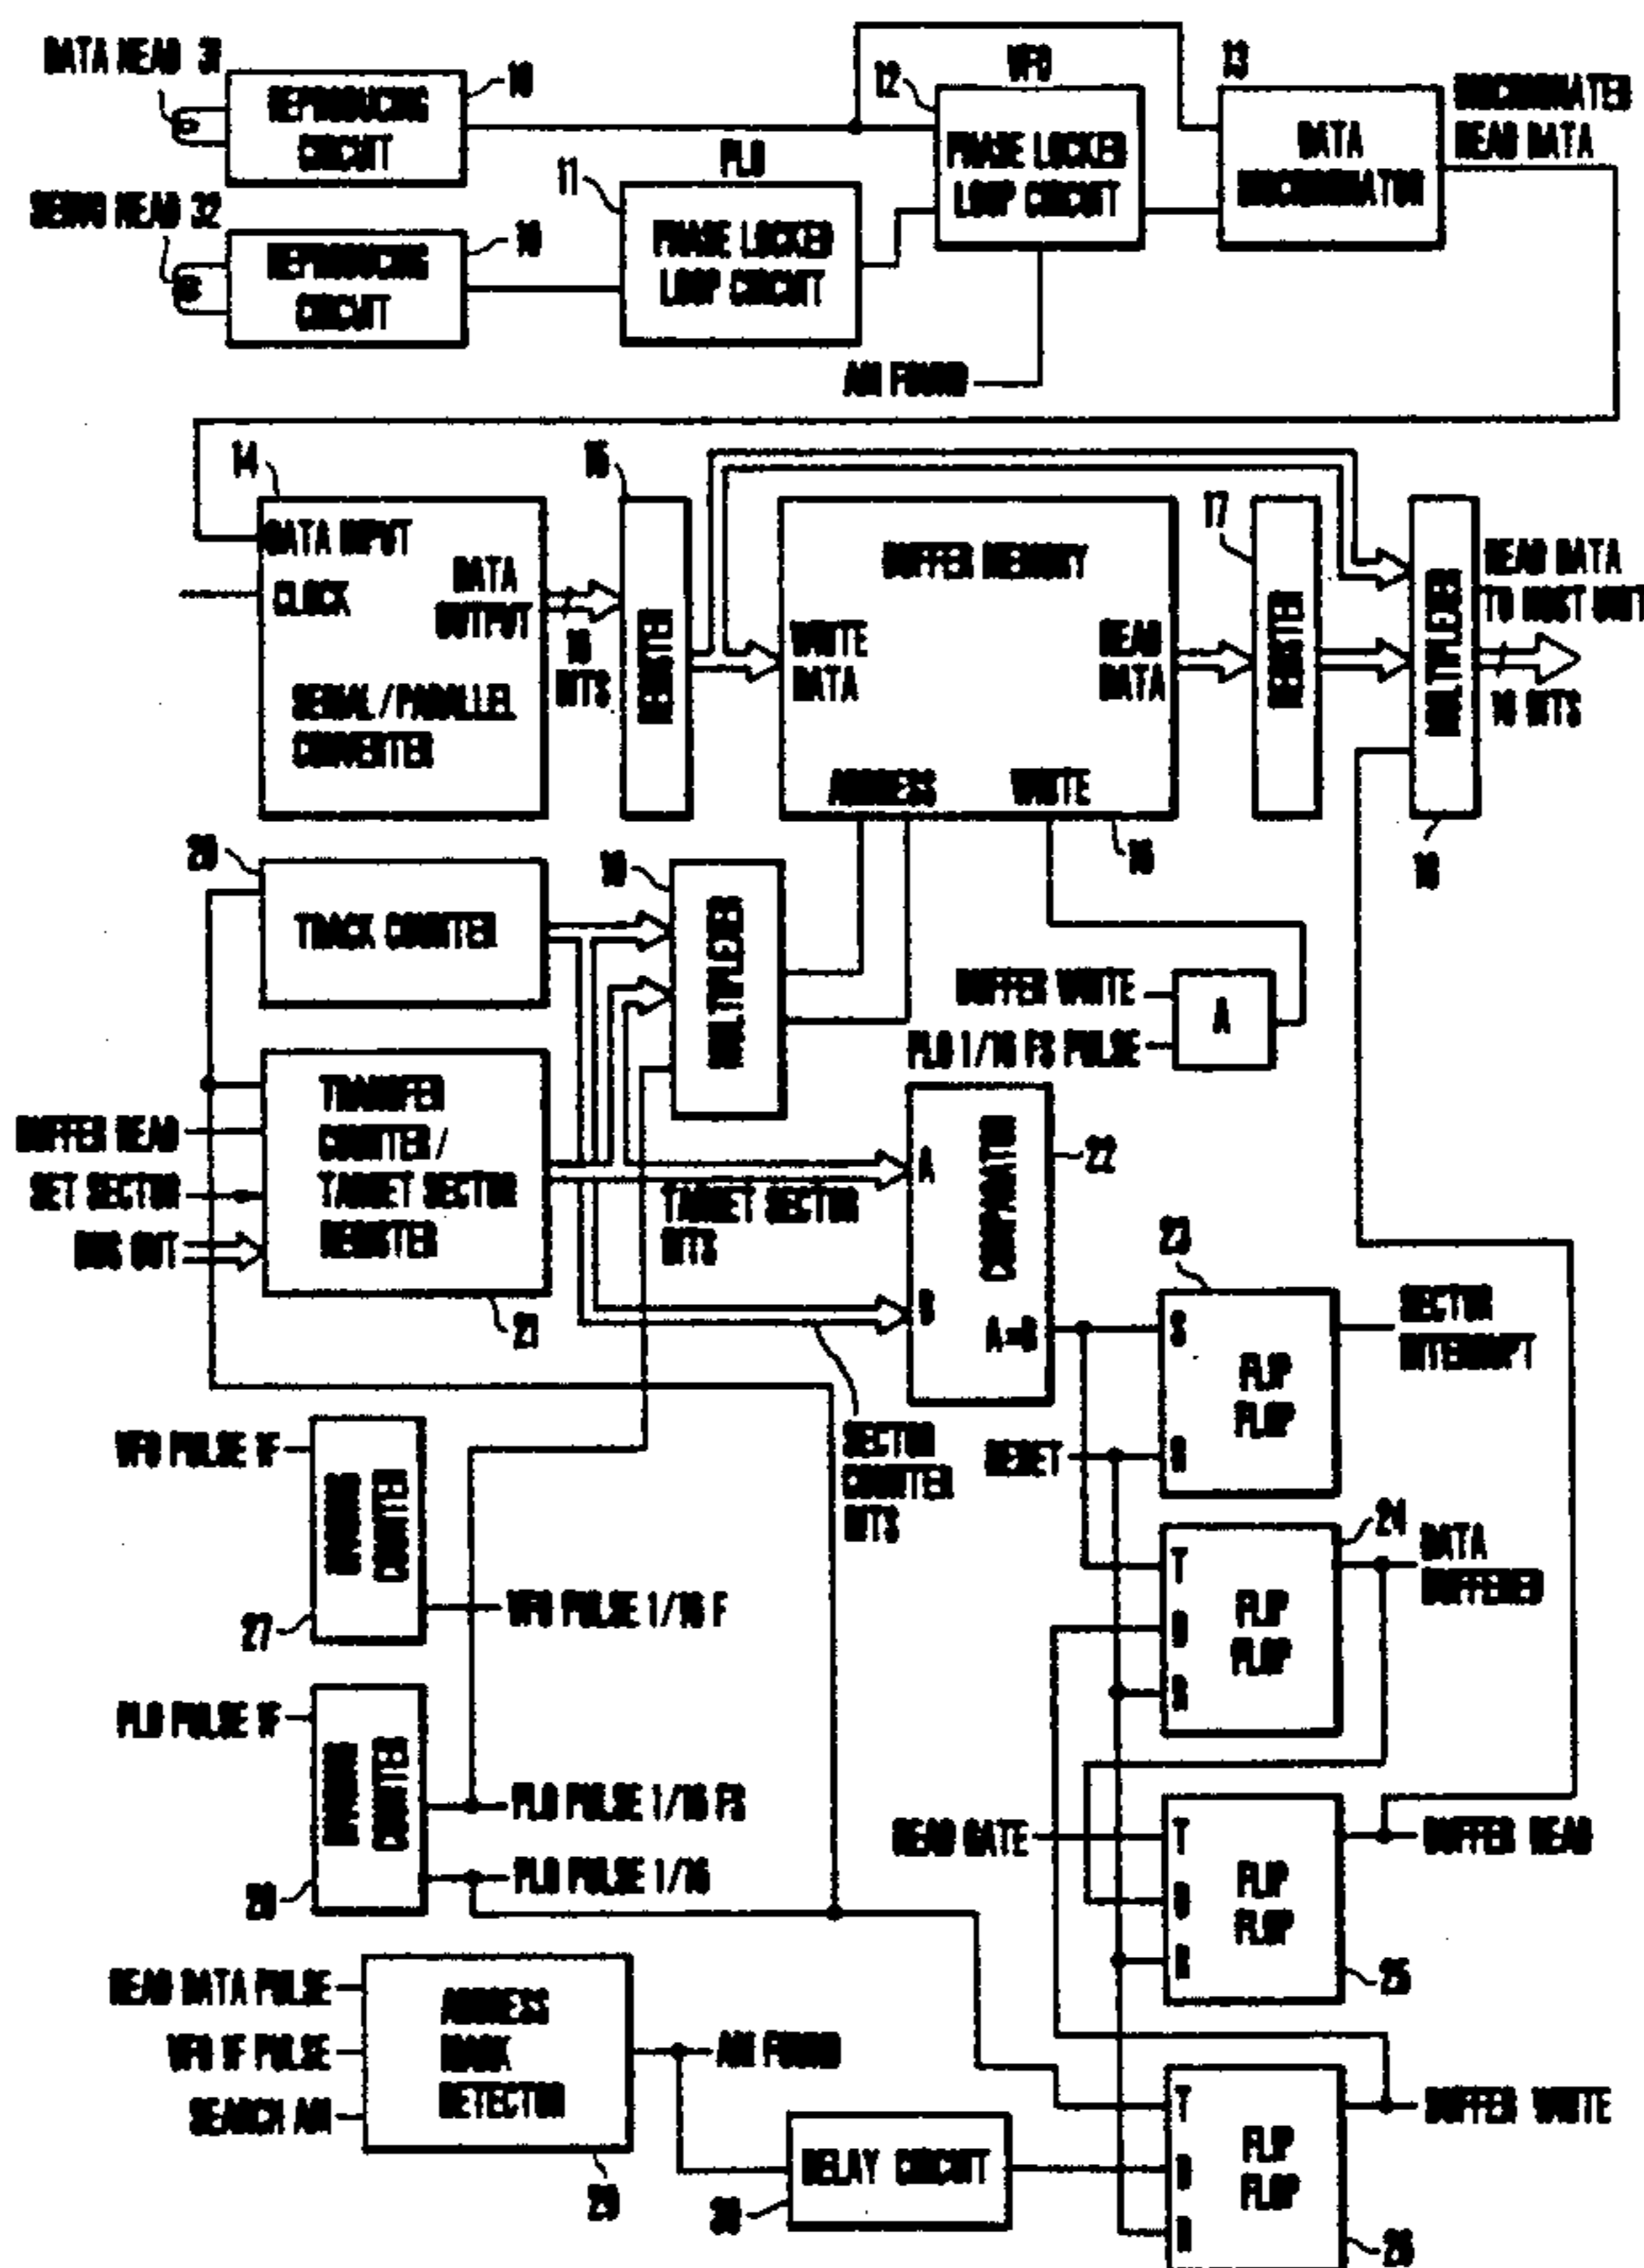 DATA HEAD 31
REPRODUCING
CIRCUIT
10
SERVO HEAD 32
REPRODUCING
CIRCUIT
10
11
PLO
PHASE LOCKED
LOOP CIRCUIT
12
VFO
PHASE LOCKED
LOOP CIRCUIT
13
DATA
DISCRIMINATOR
DISCRIMINATED
READ DATA
AM FOUND
14
DATA INPUT
CLOCK
DATA
OUTPUT
SERIAL/PARALLEL
CONVERTER
16
BITS
15
REGISTER
BUFFER MEMORY
WRITE
DATA
READ
DATA
ADDRESS
WRITE
16
17
REGISTER
MULTIPLEXER
18
READ DATA
TO HOST UNIT
16 BITS
20
TRACK COUNTER
19
MULTIPLEXER
BUFFER WRITE
PLO 1/16 FS PULSE
A
BUFFER READ
SET SECTOR
BUS OUT
TRANSFER
COUNTER/
TARGET SECTOR
REGISTER
21
TARGET SECTOR
BITS
A
B
COMPARATOR
A=B
22
SECTOR
COUNTER
BITS
23
S
R
FLIP
FLOP
SECTOR
INTERRUPT
RESET
24
T
D
R
FLIP
FLOP
DATA
BUFFERED
VFO PULSE 1F
BINARY
COUNTER
27
VFO PULSE 1/16 F
PLO PULSE 1F
BINARY
COUNTER
28
PLO PULSE 1/16 FS
PLO PULSE 1/16
READ GATE
T
D
R
FLIP
FLOP
25
BUFFER READ
READ DATA PULSE
VFO 1F PULSE
SEARCH AM
ADDRESS
MARK
DETECTOR
29
AM FOUND
30
DELAY CIRCUIT
T
D
R
FLIP
FLOP
26
BUFFER WRITE